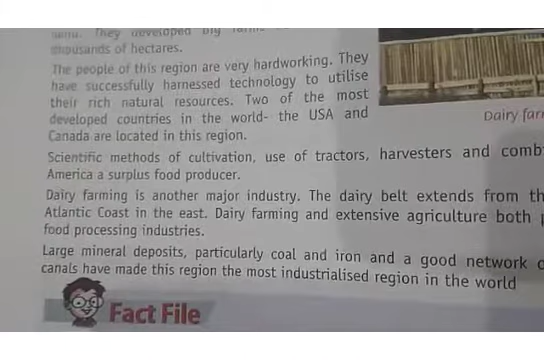 They developed big
thousands of hectares.
The people of this region are very hardworking. They
have successfully harnessed technology to utilise
their rich natural resources. Two of the most
developed countries in the world- the USA and
Canada are located in this region.
Dairy far
Scientific methods of cultivation, use of tractors, harvesters and comb
America a surplus food producer.
Dairy farming is another major industry. The dairy belt extends from th
Atlantic Coast in the east. Dairy farming and extensive agriculture both
food processing industries.
Large mineral deposits, particularly coal and iron and a good network
canals have made this region the most industrialised region in the world
Fact File